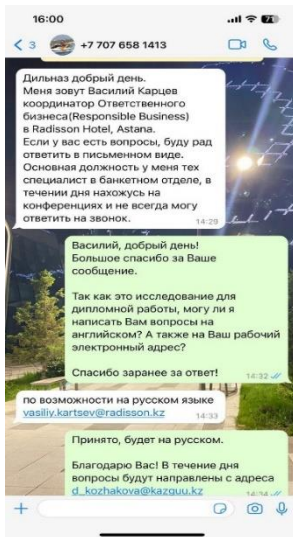 16:00
3
+7 707 658 1413
Дильназ добрый день.
Меня зовут Василий Карцев
координатор Ответственного
бизнеса(Responsible Business)
в Radisson Hotel, Astana.
Если у вас есть вопросы, буду рад
ответить в письменном виде.
Основная должность у меня тех
специалист в банкетном отделе, в
течении дня нахожусь на
конференциях и не всегда могу
ответить на звонок.
14:29
Василий, добрый день!
Большое спасибо за Ваше
сообщение.
Так как это исследование для
дипломной работы, могу ли я
написать Вам вопросы на
английском? А также на Ваш рабочий
электронный адрес?
Спасибо заранее за ответ!
14:32
по возможности на русском языке
vasiliy.kartsev@radisson.kz
14:33
Принято, будет на русском.
Благодарю Вас! В течение дня
вопросы будут направлены с адреса
d_kozhakova@kazguu.kz
14:34